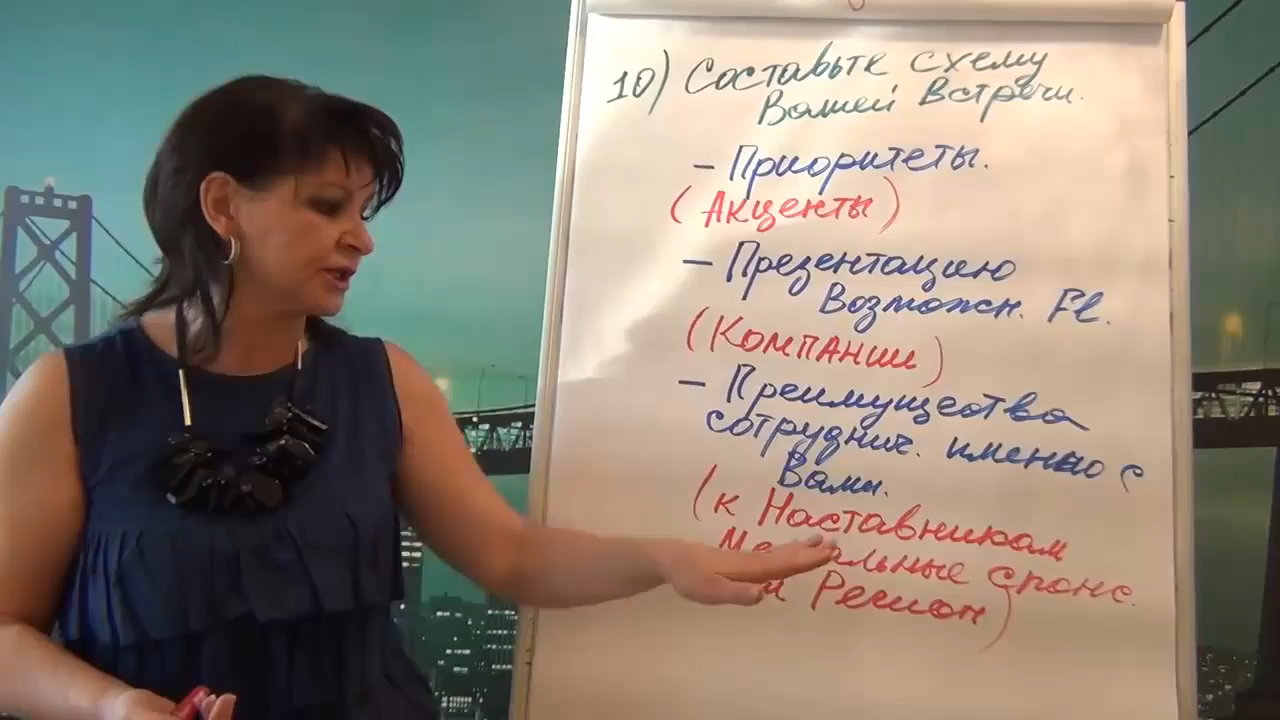 10) Составьте схему
Вашей Встречи.
- Приоритеты.
(Акценты)
- Презентацию
Возможн. Fl.
(Компании)
- Преимущества
сотруднич. именно с
Вами.
(к Наставникам
спонс.
и Регион)